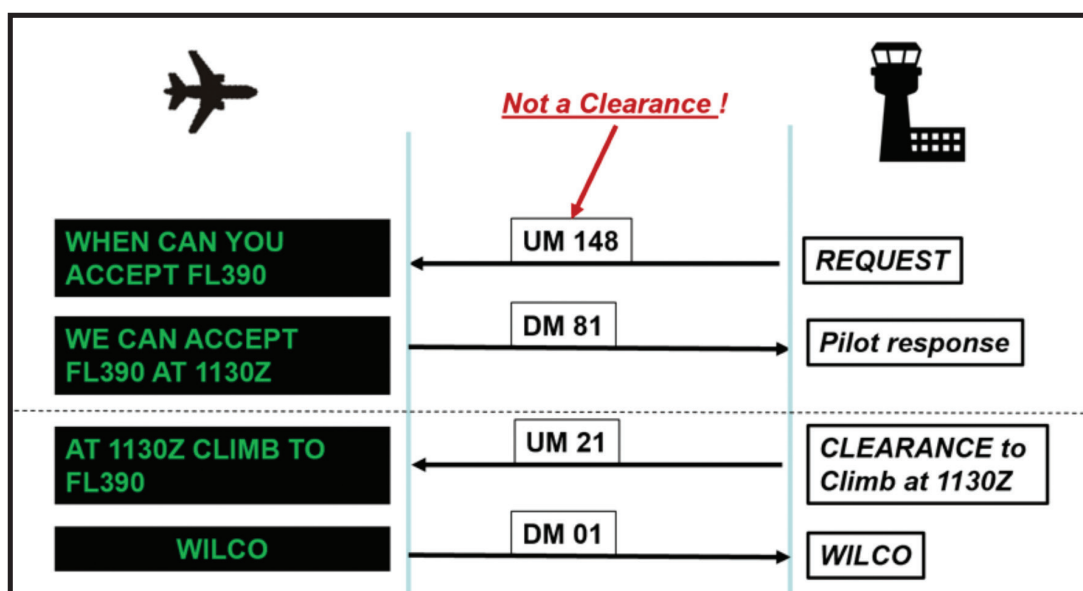 Not a Clearance !
WHEN CAN YOU
ACCEPT FL390
UM 148
REQUEST
WE CAN ACCEPT
FL390 AT 1130Z
DM 81
Pilot response
AT 1130Z CLIMB TO
FL390
UM 21
CLEARANCE to
Climb at 1130Z
WILCO
DM 01
WILCO